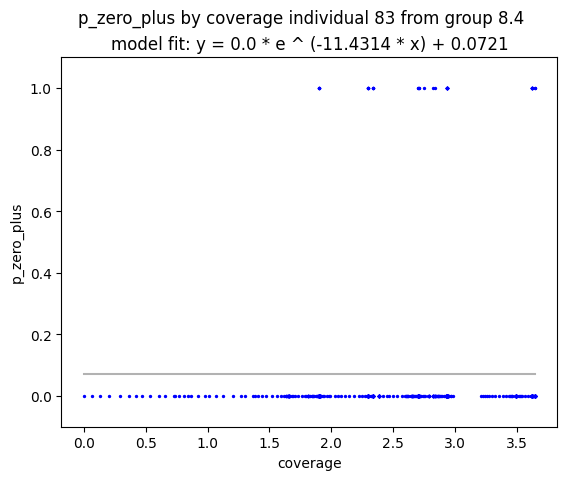 p_zero_plus by coverage individual 83 from group 8.4
model fit: y = 0.0 * e ^ (-11.4314 * x) + 0.0721
1.0
0.8
0.6
0.4
0.2
0.0
p_zero_plus
0.0 0.5 1.0 1.5 2.0 2.5 3.0 3.5
coverage